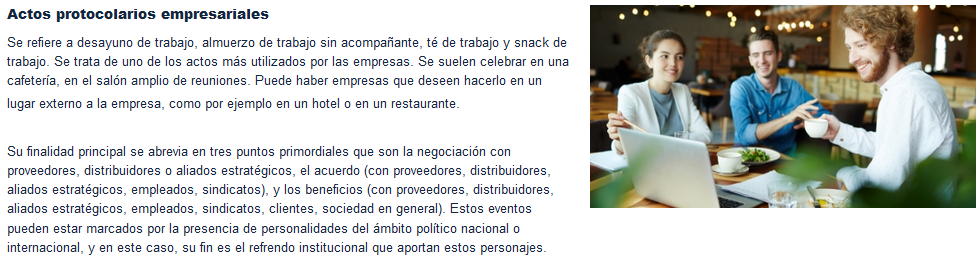 Actos protocolarios empresariales
Se refiere a desayuno de trabajo, almuerzo de trabajo sin acompañante, té de trabajo y snack de
trabajo. Se trata de uno de los actos más utilizados por las empresas. Se suelen celebrar en una
cafetería, en el salón amplio de reuniones. Puede haber empresas que deseen hacerlo en un
lugar externo a la empresa, como por ejemplo en un hotel o en un restaurante.
Su finalidad principal se abrevia en tres puntos primordiales que son la negociación con
proveedores, distribuidores o aliados estratégicos, el acuerdo (con proveedores, distribuidores,
aliados estratégicos, empleados, sindicatos), y los beneficios (con proveedores, distribuidores,
aliados estratégicos, empleados, sindicatos, clientes, sociedad en general). Estos eventos
pueden estar marcados por la presencia de personalidades del ámbito político nacional o
internacional, y en este caso, su fin es el refrendo institucional que aportan estos personajes.